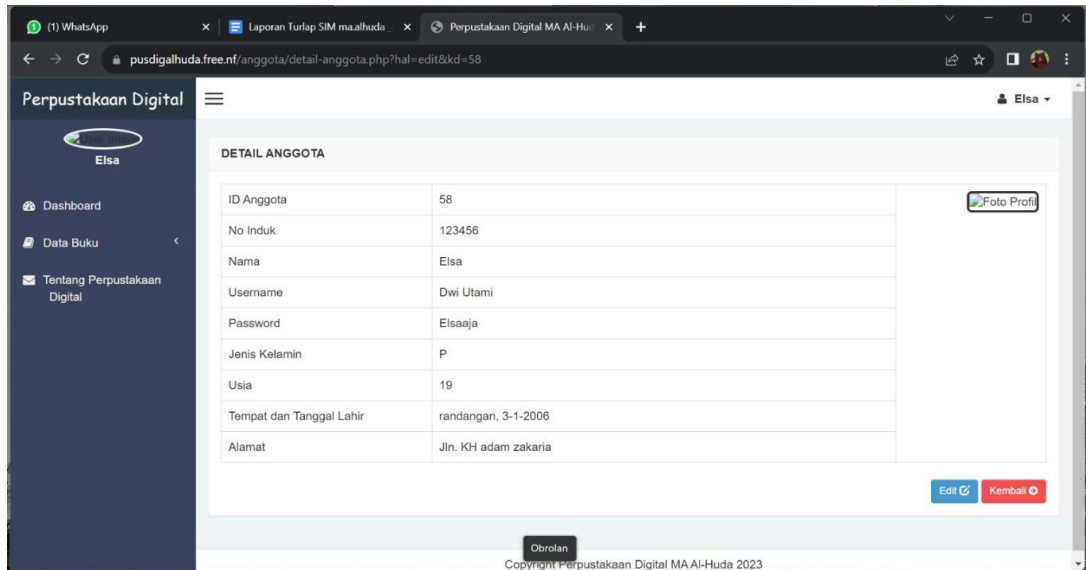 (1) WhatsApp
Laporan Turlap SIM ma.alhuda_
Perpustakaan Digital MA Al-Hud
pusdigalhuda.free.nf/anggota/detail-anggota.php?hal=edit&kd=58
Perpustakaan Digital
Elsa
Elsa
Dashboard
Data Buku
Tentang Perpustakaan
Digital
DETAIL ANGGOTA
ID Anggota 58
Foto Profil
No Induk 123456
Nama Elsa
Username Dwi Utami
Password Elsaaja
Jenis Kelamin P
Usia 19
Tempat dan Tanggal Lahir randangan, 3-1-2006
Alamat Jln. KH adam zakaria
Edit Kembali
Obrolan
Copyright Perpustakaan Digital MA Al-Huda 2023